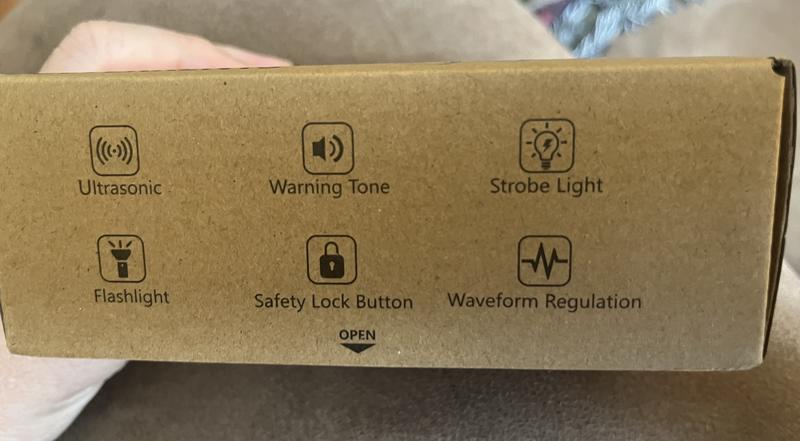 Ultrasonic
Warning Tone
Strobe Light
Flashlight
Safety Lock Button
Waveform Regulation
OPEN